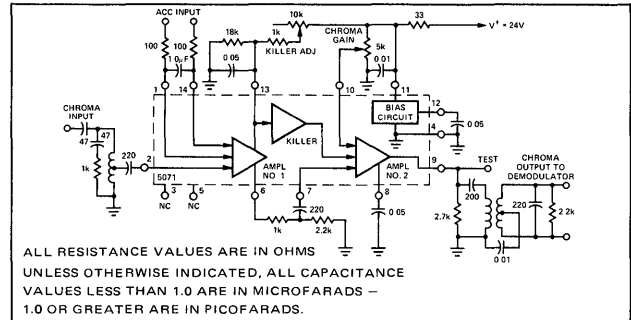 ACC INPUT
10k
18k
1k
KILLER ADJ
CHROMA GAIN
33
V+ = 24V
100
100
1 0µF
0 05
5k
0 01
1
14
13
10
11
CHROMA INPUT
BIAS CIRCUIT
12
KILLER
4
0 05
47
47
220
2
1k
AMPL NO. 1
AMPL NO. 2
9
TEST
CHROMA OUTPUT TO DEMODULATOR
5071
3
NC
5
NC
6
7
8
220
0 05
1k
2.2k
2.7k
200
220
2 2k
0 01
ALL RESISTANCE VALUES ARE IN OHMS
UNLESS OTHERWISE INDICATED, ALL CAPACITANCE
VALUES LESS THAN 1.0 ARE IN MICROFARADS –
1.0 OR GREATER ARE IN PICOFARADS.